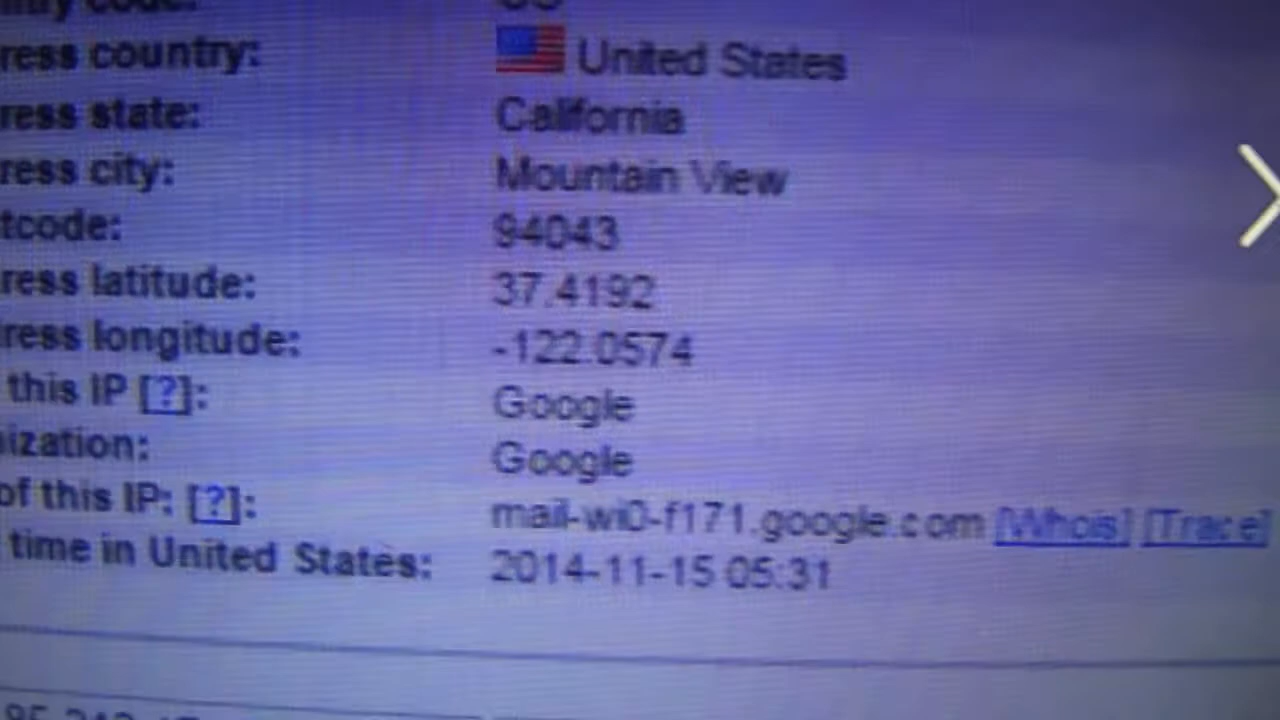 ress country: United States
ress state: California
ress city: Mountain View
tcode: 94043
ress latitude: 37.4192
ress longitude: -122.0574
this IP [?]: Google
ization: Google
of this IP: [?]: mail-wi0-f171.google.com [Whois] [Trace]
time in United States: 2014-11-15 05:31